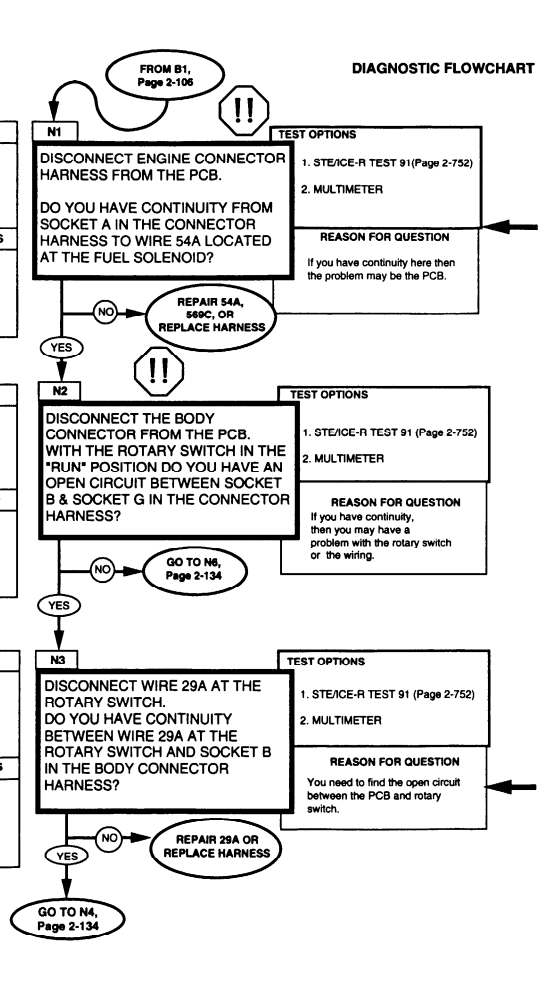 DIAGNOSTIC FLOWCHART
FROM B1,
Page 2-106
!!
N1
DISCONNECT ENGINE CONNECTOR
HARNESS FROM THE PCB.
DO YOU HAVE CONTINUITY FROM
SOCKET A IN THE CONNECTOR
HARNESS TO WIRE 54A LOCATED
AT THE FUEL SOLENOID?
TEST OPTIONS
1. STE/ICE-R TEST 91(Page 2-752)
2. MULTIMETER
REASON FOR QUESTION
If you have continuity here then
the problem may be the PCB.
NO
REPAIR 54A,
569C, OR
REPLACE HARNESS
YES
!!
N2
DISCONNECT THE BODY
CONNECTOR FROM THE PCB.
WITH THE ROTARY SWITCH IN THE
"RUN" POSITION DO YOU HAVE AN
OPEN CIRCUIT BETWEEN SOCKET
B & SOCKET G IN THE CONNECTOR
HARNESS?
TEST OPTIONS
1. STE/ICE-R TEST 91 (Page 2-752)
2. MULTIMETER
REASON FOR QUESTION
If you have continuity,
then you may have a
problem with the rotary switch
or the wiring.
NO
GO TO N6,
Page 2-134
YES
N3
DISCONNECT WIRE 29A AT THE
ROTARY SWITCH.
DO YOU HAVE CONTINUITY
BETWEEN WIRE 29A AT THE
ROTARY SWITCH AND SOCKET B
IN THE BODY CONNECTOR
HARNESS?
TEST OPTIONS
1. STE/ICE-R TEST 91 (Page 2-752)
2. MULTIMETER
REASON FOR QUESTION
You need to find the open circuit
between the PCB and rotary
switch.
NO
REPAIR 29A OR
REPLACE HARNESS
YES
GO TO N4,
Page 2-134